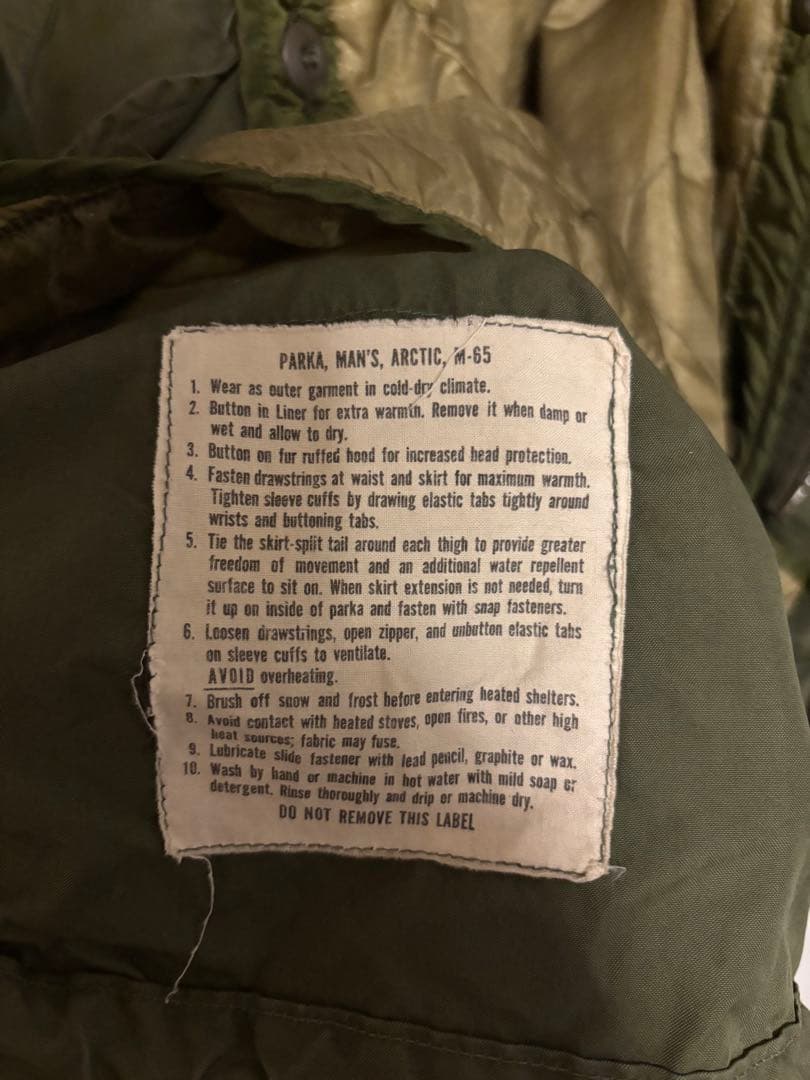 PARKA, MAN'S, ARCTIC, M-65
1. Wear as outer garment in cold-dry climate.
2. Button in Liner for extra warmth. Remove it when damp or
wet and allow to dry.
3. Button on fur ruffed hood for increased head protection.
4. Fasten drawstrings at waist and skirt for maximum warmth.
Tighten sleeve cuffs by drawing elastic tabs tightly around
wrists and buttoning tabs.
5. Tie the skirt-split tail around each thigh to provide greater
freedom of movement and an additional water repellent
surface to sit on. When skirt extension is not needed, turn
it up on inside of parka and fasten with snap fasteners.
6. Loosen drawstrings, open zipper, and unbutton elastic tabs
on sleeve cuffs to ventilate.
AVOID overheating.
7. Brush off snow and frost before entering heated shelters.
8. Avoid contact with heated stoves, open fires, or other high
heat sources; fabric may fuse.
9. Lubricate slide fastener with lead pencil, graphite or wax.
10. Wash by hand or machine in hot water with mild soap or
detergent. Rinse thoroughly and drip or machine dry.
DO NOT REMOVE THIS LABEL